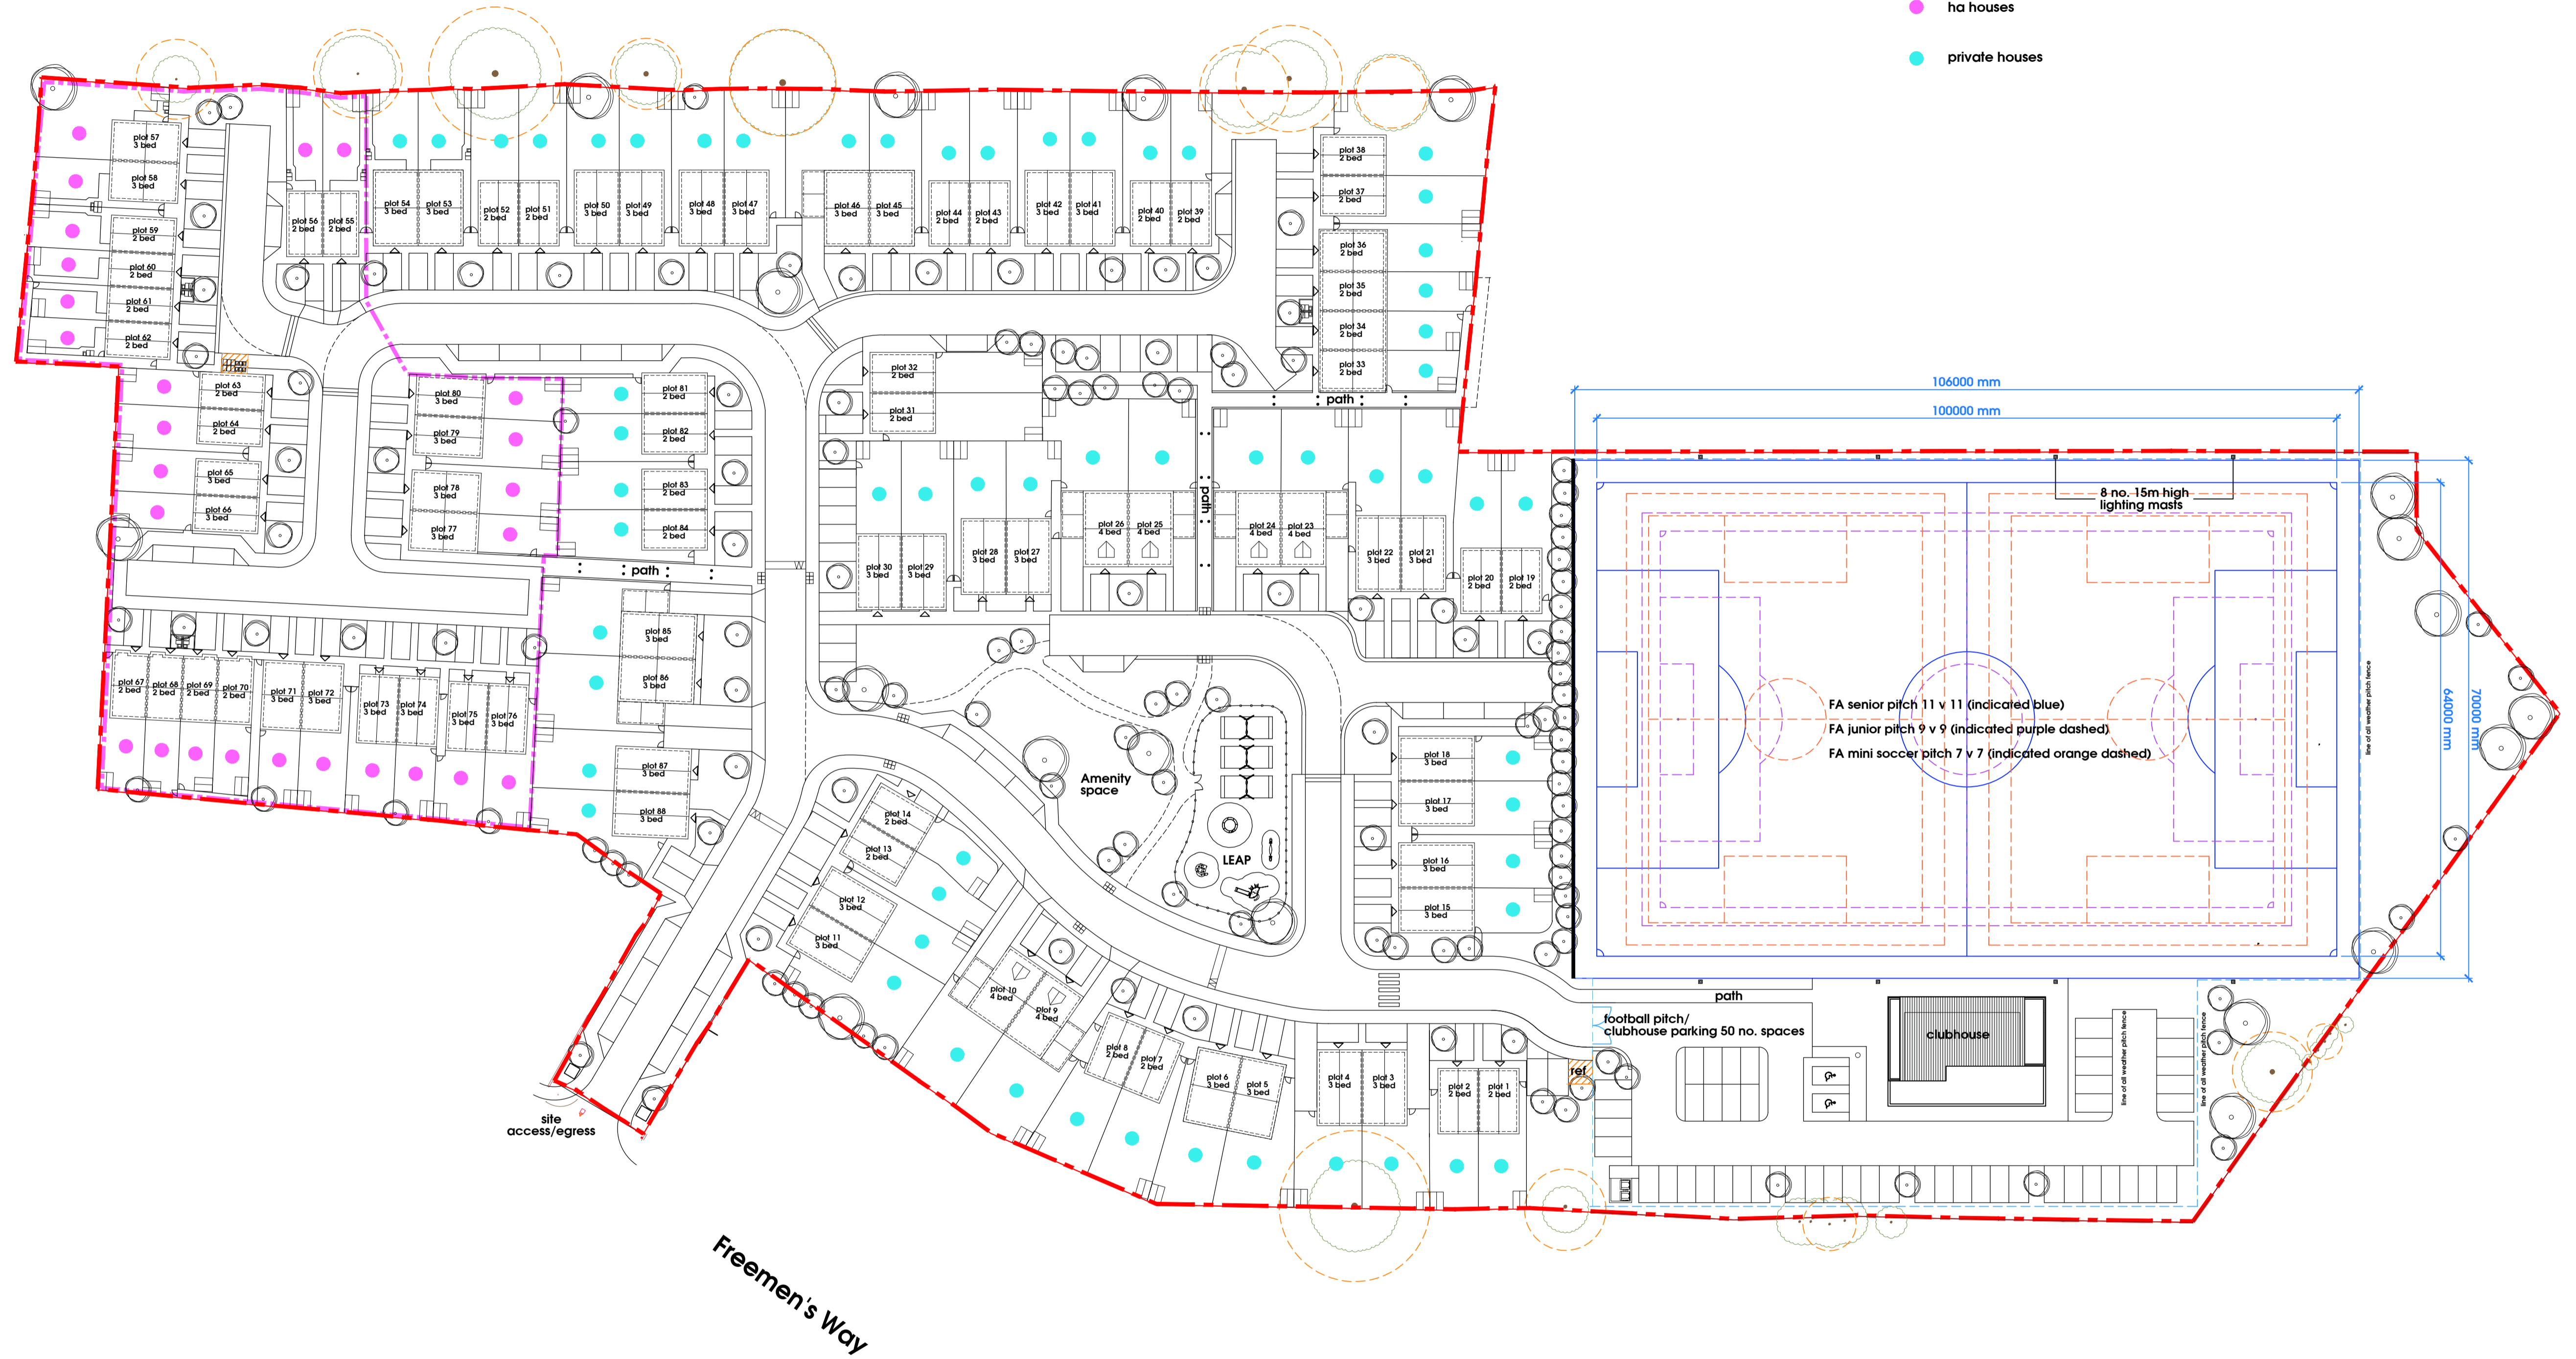 ha houses
private houses
plot 57
3 bed
plot 58
3 bed
plot 59
2 bed
plot 60
2 bed
plot 61
2 bed
plot 62
2 bed
plot 56
2 bed
plot 55
2 bed
plot 54
3 bed
plot 53
3 bed
plot 52
2 bed
plot 51
2 bed
plot 50
3 bed
plot 49
3 bed
plot 48
3 bed
plot 47
3 bed
plot 46
3 bed
plot 45
3 bed
plot 44
2 bed
plot 43
2 bed
plot 42
3 bed
plot 41
3 bed
plot 40
2 bed
plot 39
2 bed
plot 38
2 bed
plot 37
2 bed
plot 36
2 bed
plot 35
2 bed
plot 34
2 bed
plot 33
2 bed
path
plot 32
2 bed
plot 31
2 bed
plot 63
2 bed
plot 64
2 bed
plot 65
3 bed
plot 66
3 bed
plot 80
3 bed
plot 79
3 bed
plot 78
3 bed
plot 77
3 bed
plot 81
2 bed
plot 82
2 bed
plot 83
2 bed
plot 84
2 bed
path
path
plot 30
3 bed
plot 29
3 bed
plot 28
3 bed
plot 27
3 bed
plot 26
4 bed
plot 25
4 bed
plot 24
4 bed
plot 23
4 bed
plot 22
3 bed
plot 21
3 bed
plot 20
2 bed
plot 19
2 bed
106000 mm
100000 mm
8 no. 15m high
lighting masts
64000 mm
70000 mm
line of all weather pitch fence
FA senior pitch 11 v 11 (indicated blue)
FA junior pitch 9 v 9 (indicated purple dashed)
FA mini soccer pitch 7 v 7 (indicated orange dashed)
plot 67
2 bed
plot 68
2 bed
plot 69
2 bed
plot 70
2 bed
plot 71
3 bed
plot 72
3 bed
plot 73
3 bed
plot 74
3 bed
plot 75
3 bed
plot 76
3 bed
plot 85
3 bed
plot 86
3 bed
plot 87
3 bed
plot 88
3 bed
Amenity
space
LEAP
plot 18
3 bed
plot 17
3 bed
plot 16
3 bed
plot 15
3 bed
plot 14
2 bed
plot 13
2 bed
plot 12
3 bed
plot 11
3 bed
plot 10
4 bed
plot 9
4 bed
plot 8
2 bed
plot 7
2 bed
plot 6
3 bed
plot 5
3 bed
plot 4
3 bed
plot 3
3 bed
plot 2
2 bed
plot 1
2 bed
ref
path
football pitch/
clubhouse parking 50 no. spaces
clubhouse
line of all weather pitch fence
line of all weather pitch fence
site
access/egress
Freemen's Way